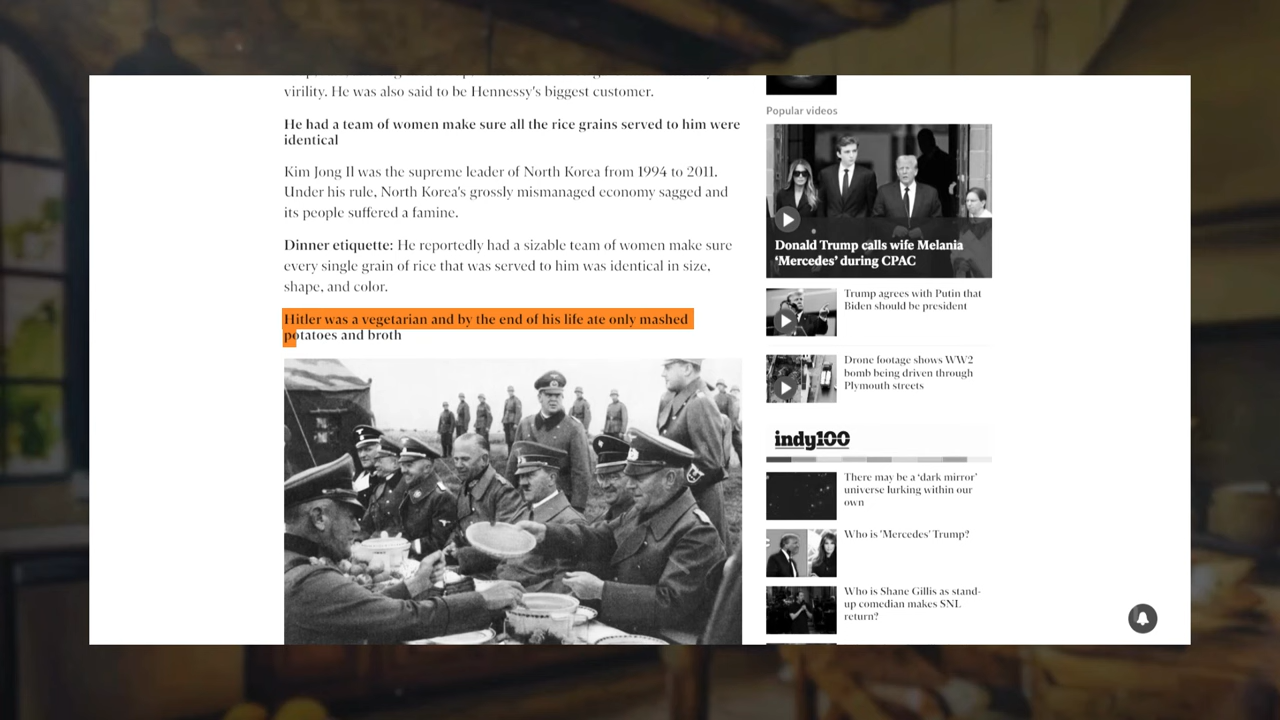 virility. He was also said to be Hennessy's biggest customer.
He had a team of women make sure all the rice grains served to him were
identical
Kim Jong Il was the supreme leader of North Korea from 1994 to 2011.
Under his rule, North Korea's grossly mismanaged economy sagged and
its people suffered a famine.
Dinner etiquette: He reportedly had a sizable team of women make sure
every single grain of rice that was served to him was identical in size,
shape, and color.
Hitler was a vegetarian and by the end of his life ate only mashed
potatoes and broth
Popular videos
Donald Trump calls wife Melania
'Mercedes' during CPAC
Trump agrees with Putin that
Biden should be president
Drone footage shows WW2
bomb being driven through
Plymouth streets
indy100
There may be a 'dark mirror'
universe lurking within our
own
Who is 'Mercedes' Trump?
Who is Shane Gillis as stand-
up comedian makes SNL
return?